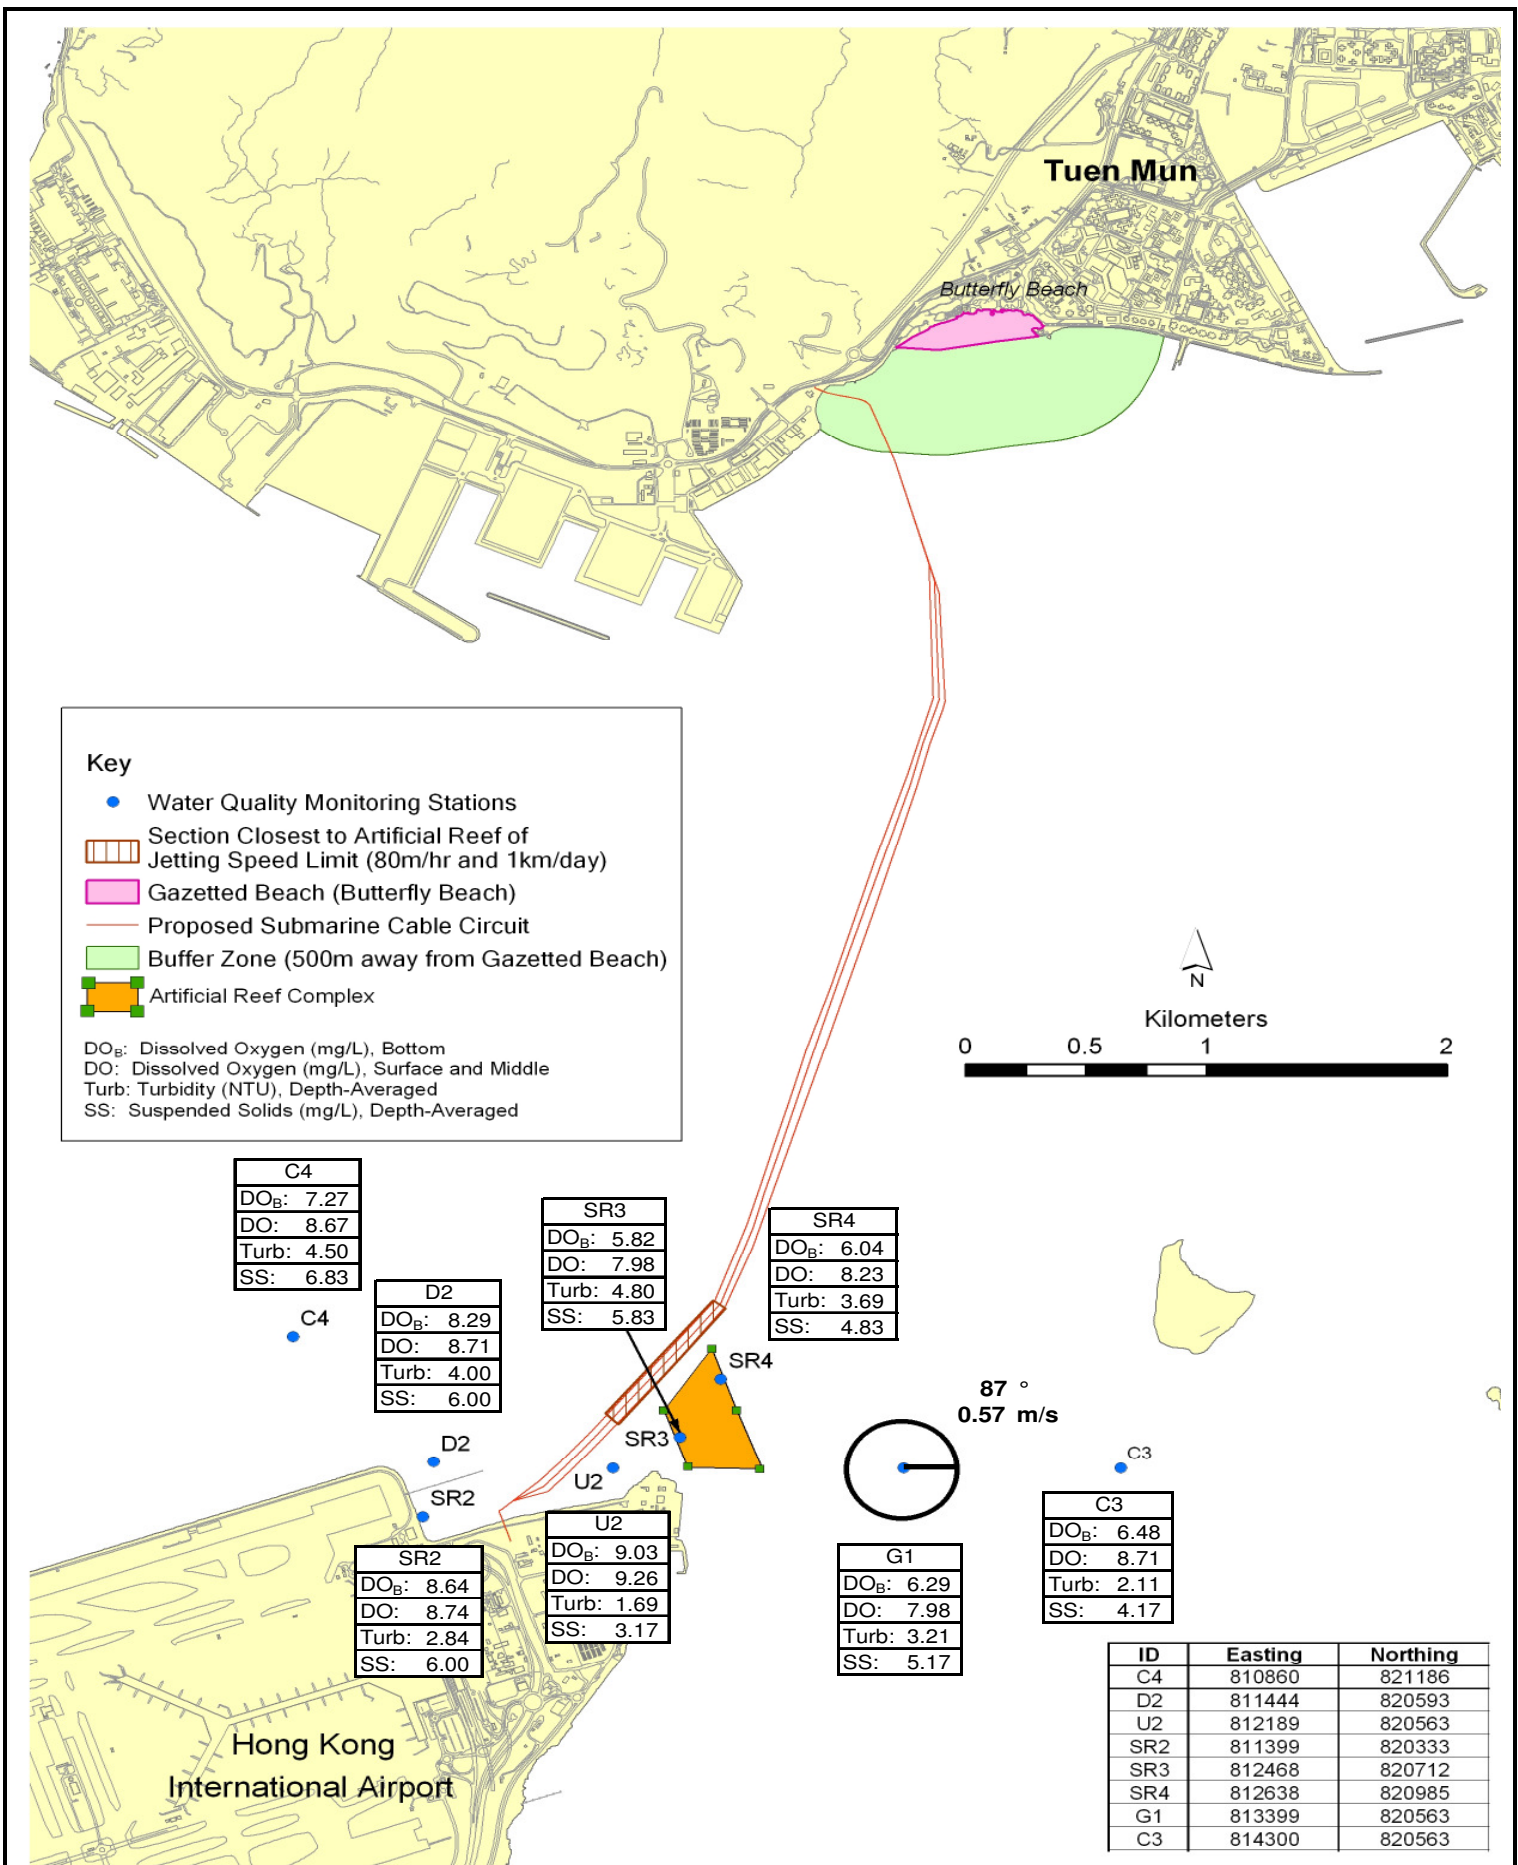 Tuen Mun
Butterfly Beach
Key
Water Quality Monitoring Stations
Section Closest to Artificial Reef of
Jetting Speed Limit (80m/hr and 1km/day)
Gazetted Beach (Butterfly Beach)
Proposed Submarine Cable Circuit
Buffer Zone (500m away from Gazetted Beach)
Artificial Reef Complex
DOB: Dissolved Oxygen (mg/L), Bottom
DO: Dissolved Oxygen (mg/L), Surface and Middle
Turb: Turbidity (NTU), Depth-Averaged
SS: Suspended Solids (mg/L), Depth-Averaged
N
Kilometers
0 0.5 1 2
C4
DOB: 7.27
DO: 8.67
Turb: 4.50
SS: 6.83
C4
D2
DOB: 8.29
DO: 8.71
Turb: 4.00
SS: 6.00
D2
SR3
DOB: 5.82
DO: 7.98
Turb: 4.80
SS: 5.83
SR3
SR4
DOB: 6.04
DO: 8.23
Turb: 3.69
SS: 4.83
SR4
87 °
0.57 m/s
C3
C3
DOB: 6.48
DO: 8.71
Turb: 2.11
SS: 4.17
U2
U2
DOB: 9.03
DO: 9.26
Turb: 1.69
SS: 3.17
SR2
SR2
DOB: 8.64
DO: 8.74
Turb: 2.84
SS: 6.00
G1
DOB: 6.29
DO: 7.98
Turb: 3.21
SS: 5.17
Hong Kong
International Airport
ID Easting Northing
C4 810860 821186
D2 811444 820593
U2 812189 820563
SR2 811399 820333
SR3 812468 820712
SR4 812638 820985
G1 813399 820563
C3 814300 820563